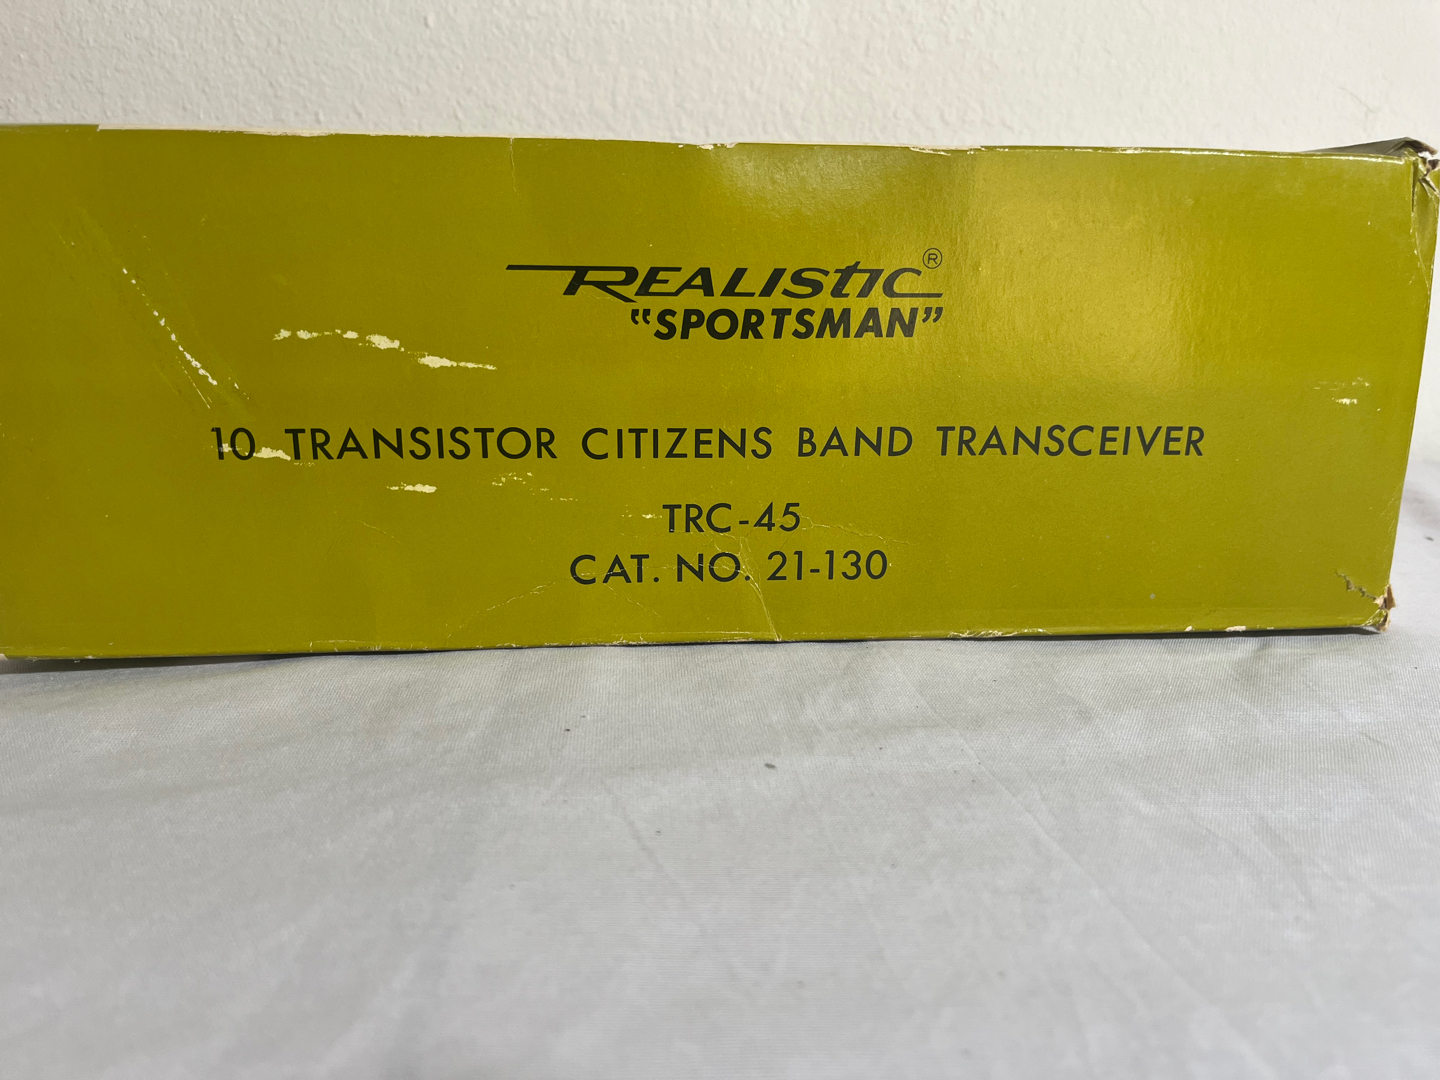 REALISTIC®
“SPORTSMAN”
10 TRANSISTOR CITIZENS BAND TRANSCEIVER
TRC-45
CAT. NO. 21-130